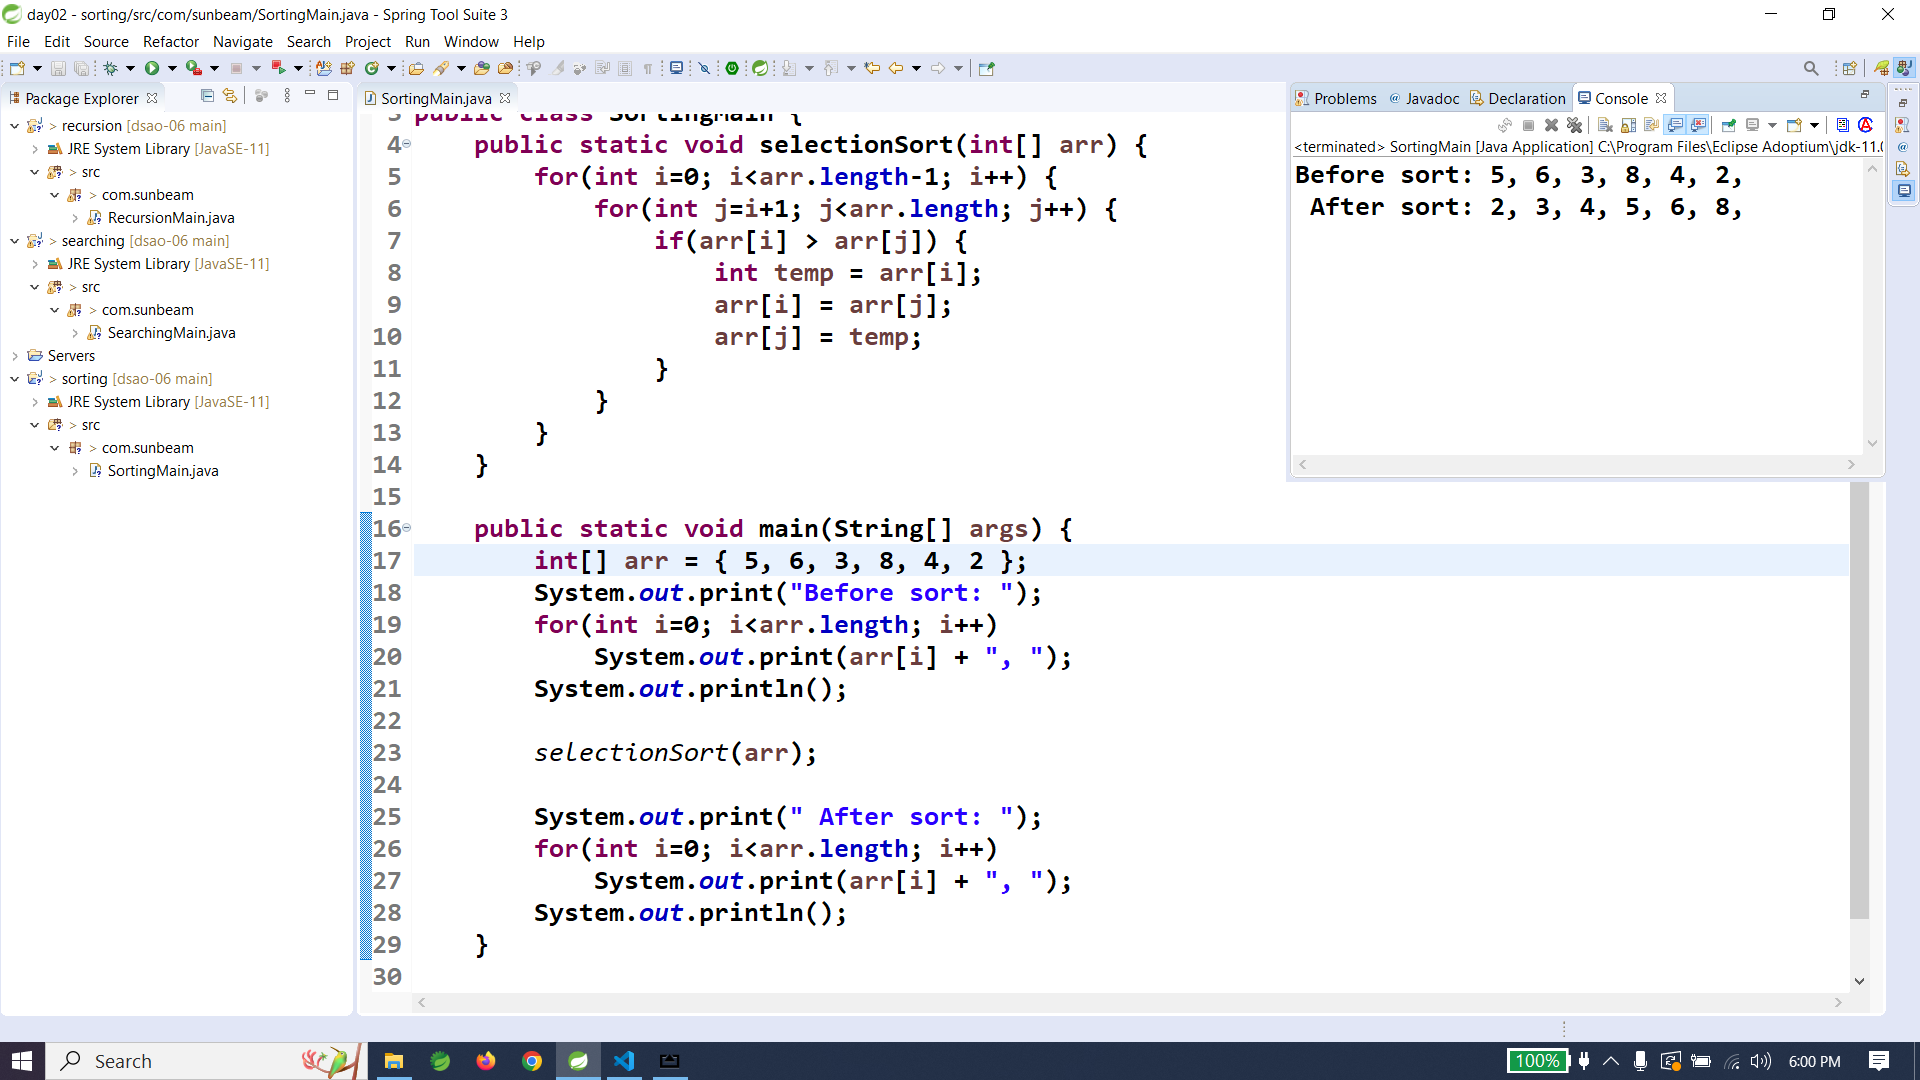 day02 - sorting/src/com/sunbeam/SortingMain.java - Spring Tool Suite 3
File Edit Source Refactor Navigate Search Project Run Window Help
Package Explorer
> recursion [dsao-06 main]
JRE System Library [JavaSE-11]
> src
> com.sunbeam
RecursionMain.java
> searching [dsao-06 main]
JRE System Library [JavaSE-11]
> src
> com.sunbeam
SearchingMain.java
Servers
> sorting [dsao-06 main]
JRE System Library [JavaSE-11]
> src
> com.sunbeam
SortingMain.java
SortingMain.java
3 public class SortingMain {
4 public static void selectionSort(int[] arr) {
5 for(int i=0; i<arr.length-1; i++) {
6 for(int j=i+1; j<arr.length; j++) {
7 if(arr[i] > arr[j]) {
8 int temp = arr[i];
9 arr[i] = arr[j];
10 arr[j] = temp;
11 }
12 }
13 }
14 }
15
16 public static void main(String[] args) {
17 int[] arr = { 5, 6, 3, 8, 4, 2 };
18 System.out.print("Before sort: ");
19 for(int i=0; i<arr.length; i++)
20 System.out.print(arr[i] + ", ");
21 System.out.println();
22
23 selectionSort(arr);
24
25 System.out.print(" After sort: ");
26 for(int i=0; i<arr.length; i++)
27 System.out.print(arr[i] + ", ");
28 System.out.println();
29 }
30
Problems @ Javadoc Declaration Console
<terminated> SortingMain [Java Application] C:\Program Files\Eclipse Adoptium\jdk-11.0
Before sort: 5, 6, 3, 8, 4, 2,
After sort: 2, 3, 4, 5, 6, 8,
Search
100%
6:00 PM